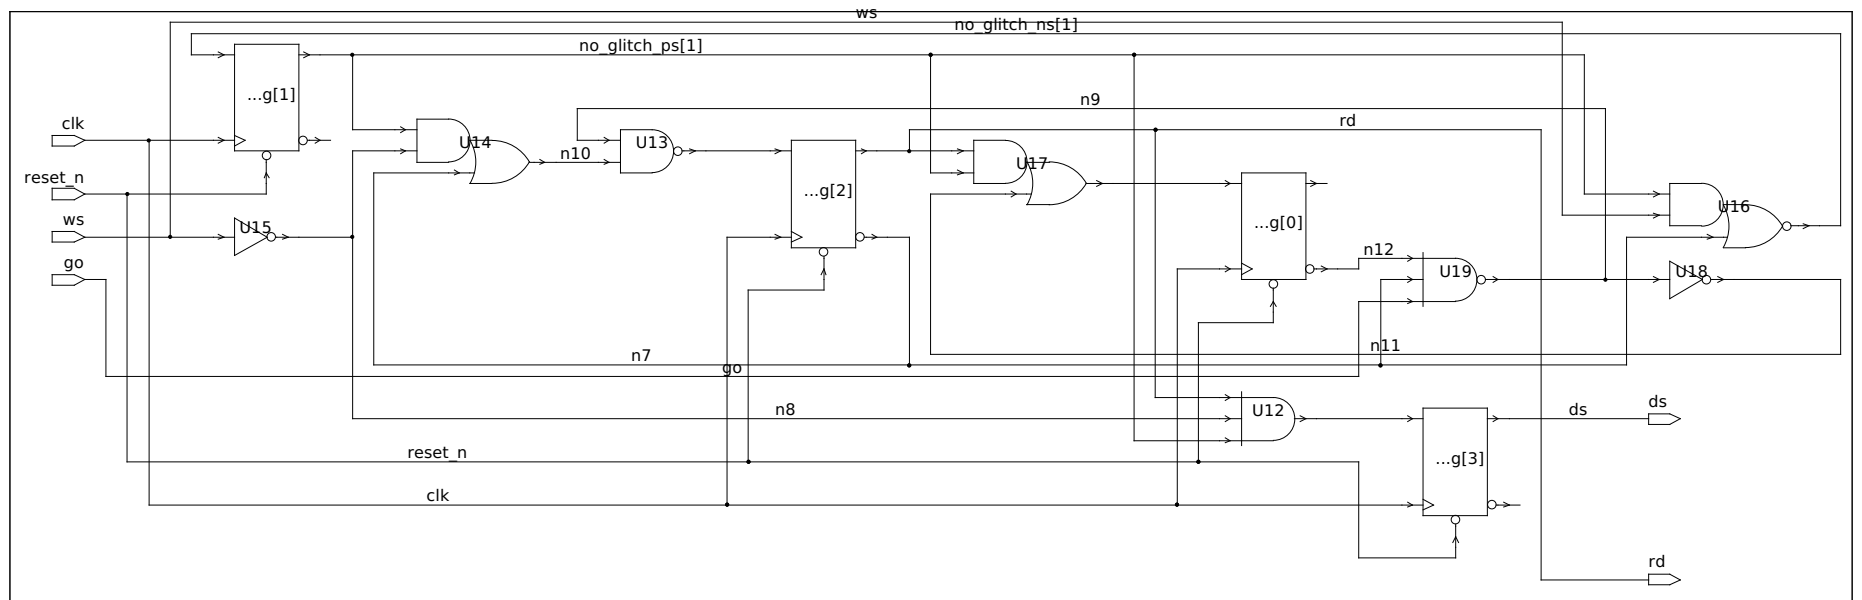 ws
no_glitch_ns[1]
no_glitch_ps[1]
...g[1]
n9
clk
rd
U14
U13
n10
U17
reset_n
...g[2]
ws
U15
U16
...g[0]
n12
go
U19
U18
n11
n7
go
n8
U12
ds
ds
reset_n
...g[3]
clk
rd